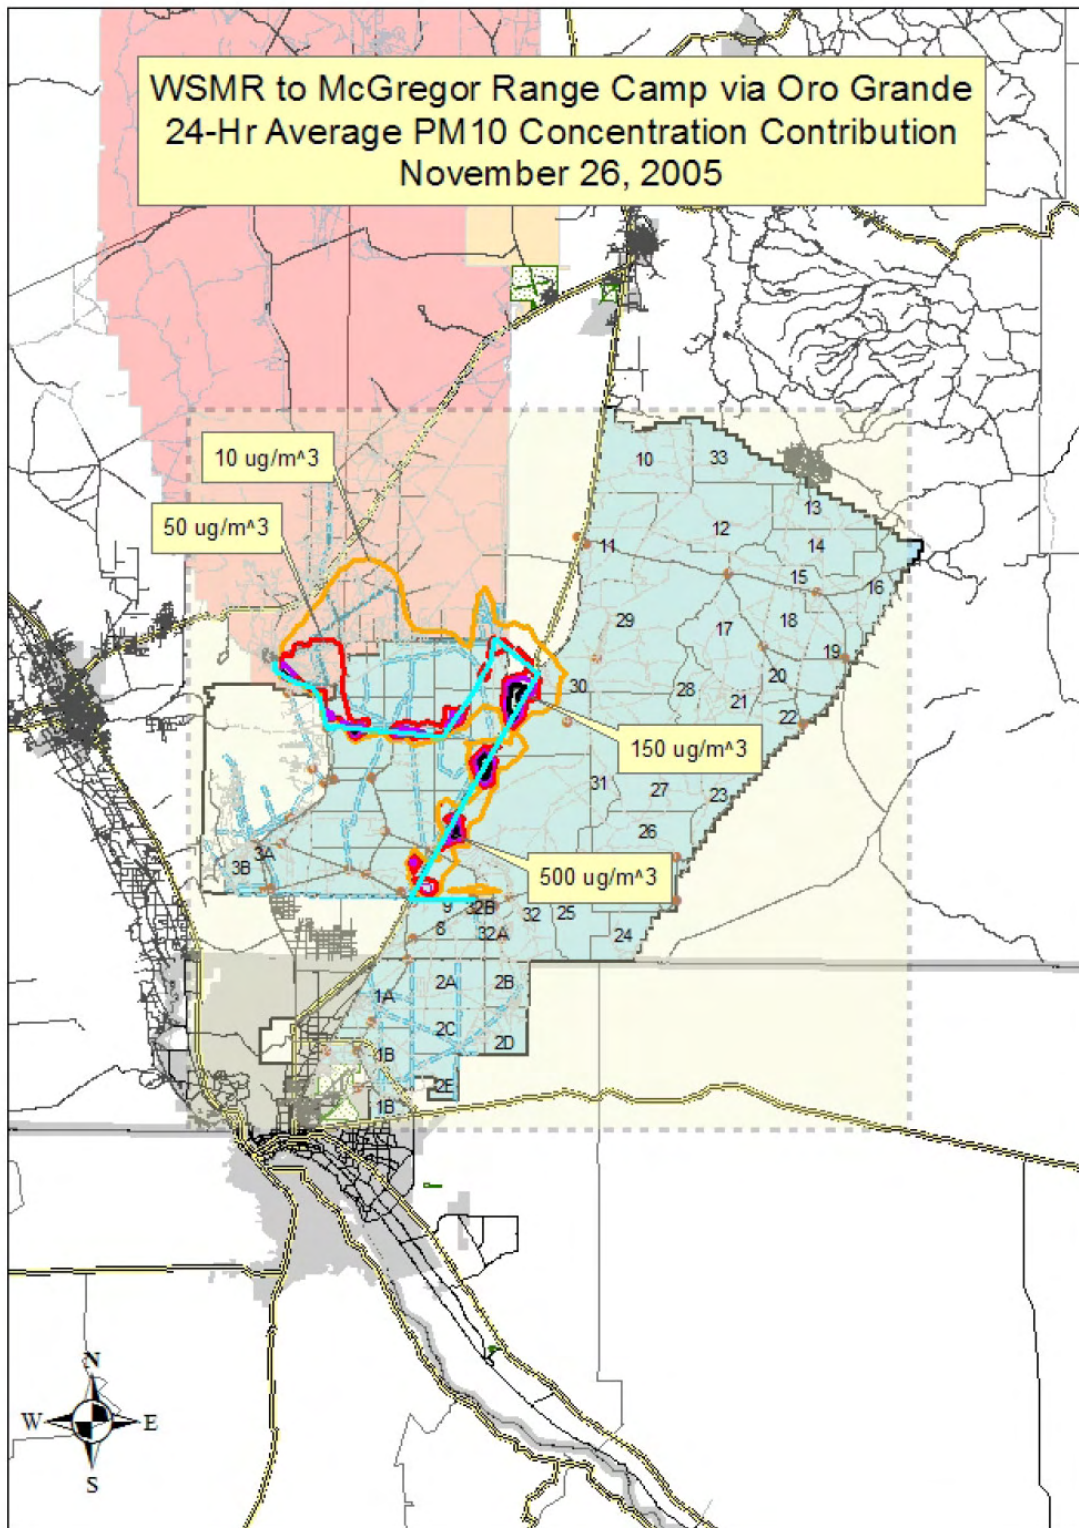 WSMR to McGregor Range Camp via Oro Grande
24-Hr Average PM10 Concentration Contribution
November 26, 2005
10 ug/m^3
50 ug/m^3
10
33
13
12
14
11
15
16
29
17
18
19
20
30
28
21
22
150 ug/m^3
31
27
23
26
3A
3B
500 ug/m^3
9
32B
32
25
8
32A
24
2A
2B
1A
2C
2D
1B
2E
1B
N
W
E
S